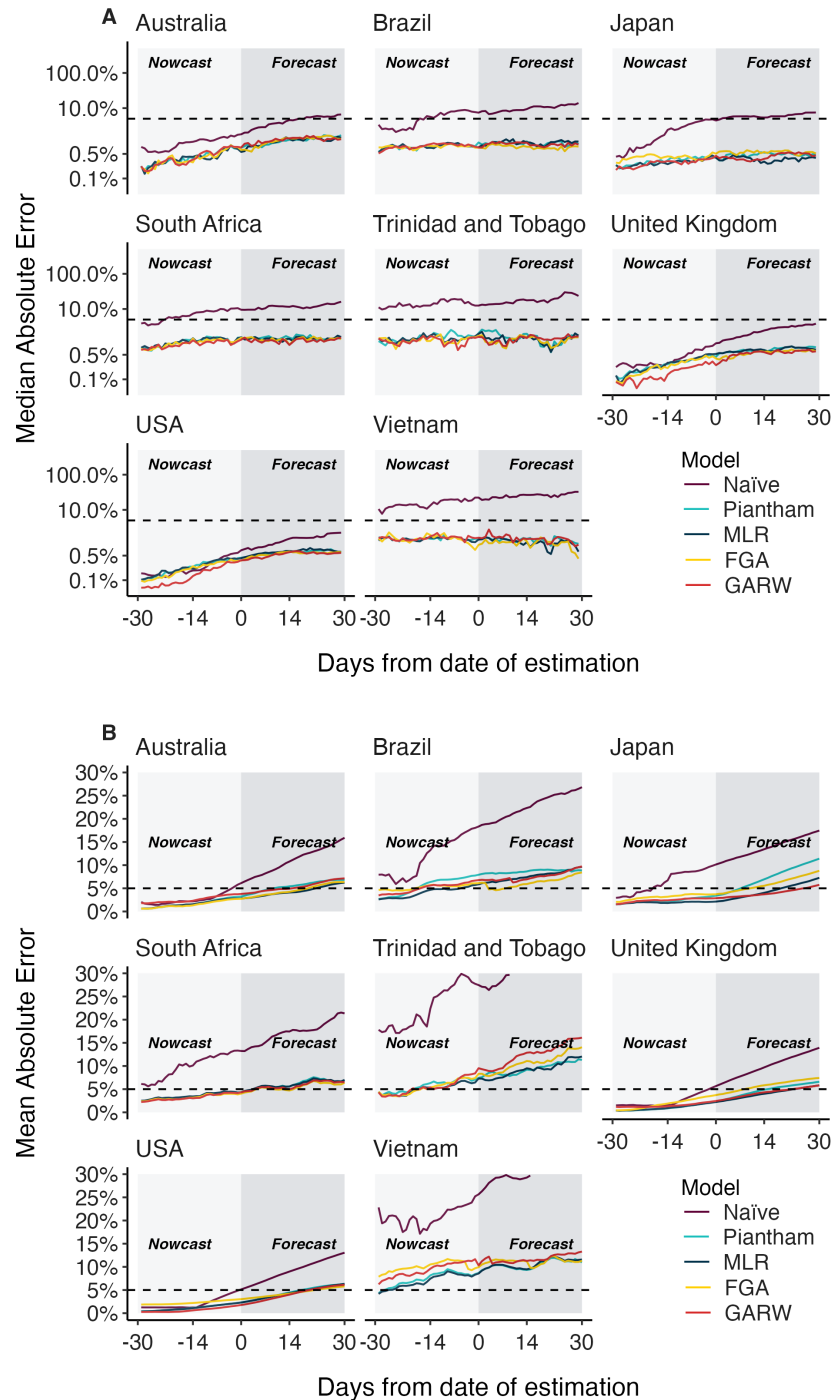 A
Australia
Brazil
Japan
Nowcast Forecast
Nowcast Forecast
Nowcast Forecast
100.0%
10.0%
0.5%
0.1%
South Africa
Trinidad and Tobago
United Kingdom
Nowcast Forecast
Nowcast Forecast
Nowcast Forecast
100.0%
10.0%
0.5%
0.1%
Median Absolute Error
-30 -14 0 14 30
USA
Vietnam
Nowcast Forecast
Nowcast Forecast
100.0%
10.0%
0.5%
0.1%
-30 -14 0 14 30
-30 -14 0 14 30
Model
Naïve
Piantham
MLR
FGA
GARW
Days from date of estimation
B
Australia
Brazil
Japan
30%
25%
20%
15%
10%
5%
0%
Nowcast Forecast
Nowcast Forecast
Nowcast Forecast
South Africa
Trinidad and Tobago
United Kingdom
30%
25%
20%
15%
10%
5%
0%
Nowcast Forecast
Nowcast Forecast
Nowcast Forecast
Mean Absolute Error
-30 -14 0 14 30
USA
Vietnam
30%
25%
20%
15%
10%
5%
0%
Nowcast Forecast
Nowcast Forecast
-30 -14 0 14 30
-30 -14 0 14 30
Model
Naïve
Piantham
MLR
FGA
GARW
Days from date of estimation